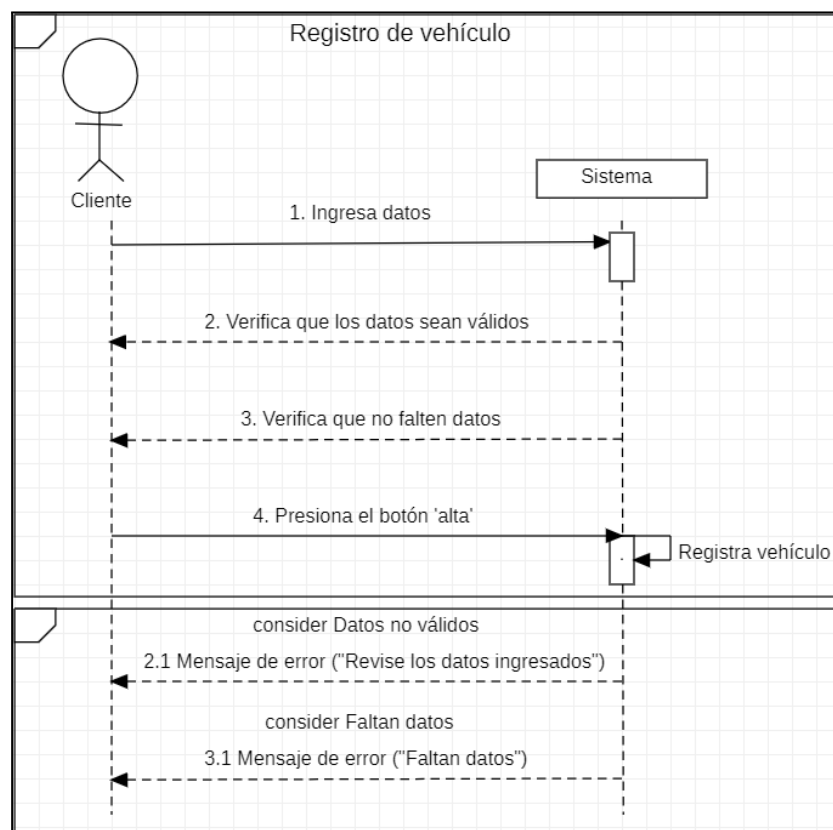 Registro de vehículo
Cliente
Sistema
1. Ingresa datos
2. Verifica que los datos sean válidos
3. Verifica que no falten datos
4. Presiona el botón 'alta'
Registra vehículo
consider Datos no válidos
2.1 Mensaje de error ("Revise los datos ingresados")
consider Faltan datos
3.1 Mensaje de error ("Faltan datos")